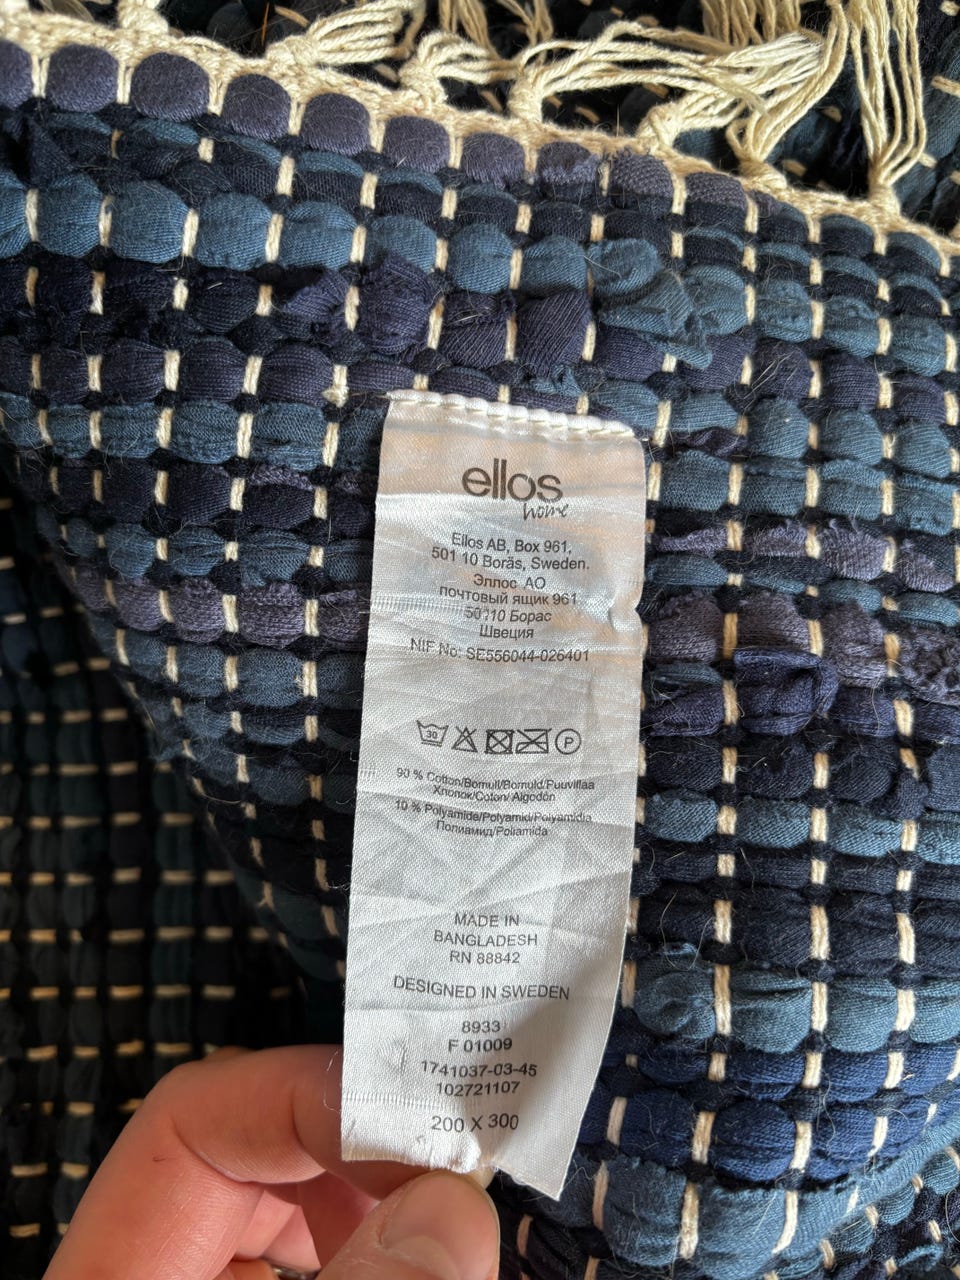 ellos
home
Ellos AB, Box 961,
501 10 Borås, Sweden.
Эллос АО
почтовый ящик 961
50110 Борас
Швеция
NIF No: SE556044-026401
30 P
90 % Cotton/Bomull/Bomuld/Puuvillaa
Хлопок/Coton/Algodón
10 % Polyamide/Polyamid/Polyamidia
Полиамид/Poliamida
MADE IN
BANGLADESH
RN 88842
DESIGNED IN SWEDEN
8933
F 01009
1741037-03-45
102721107
200 X 300